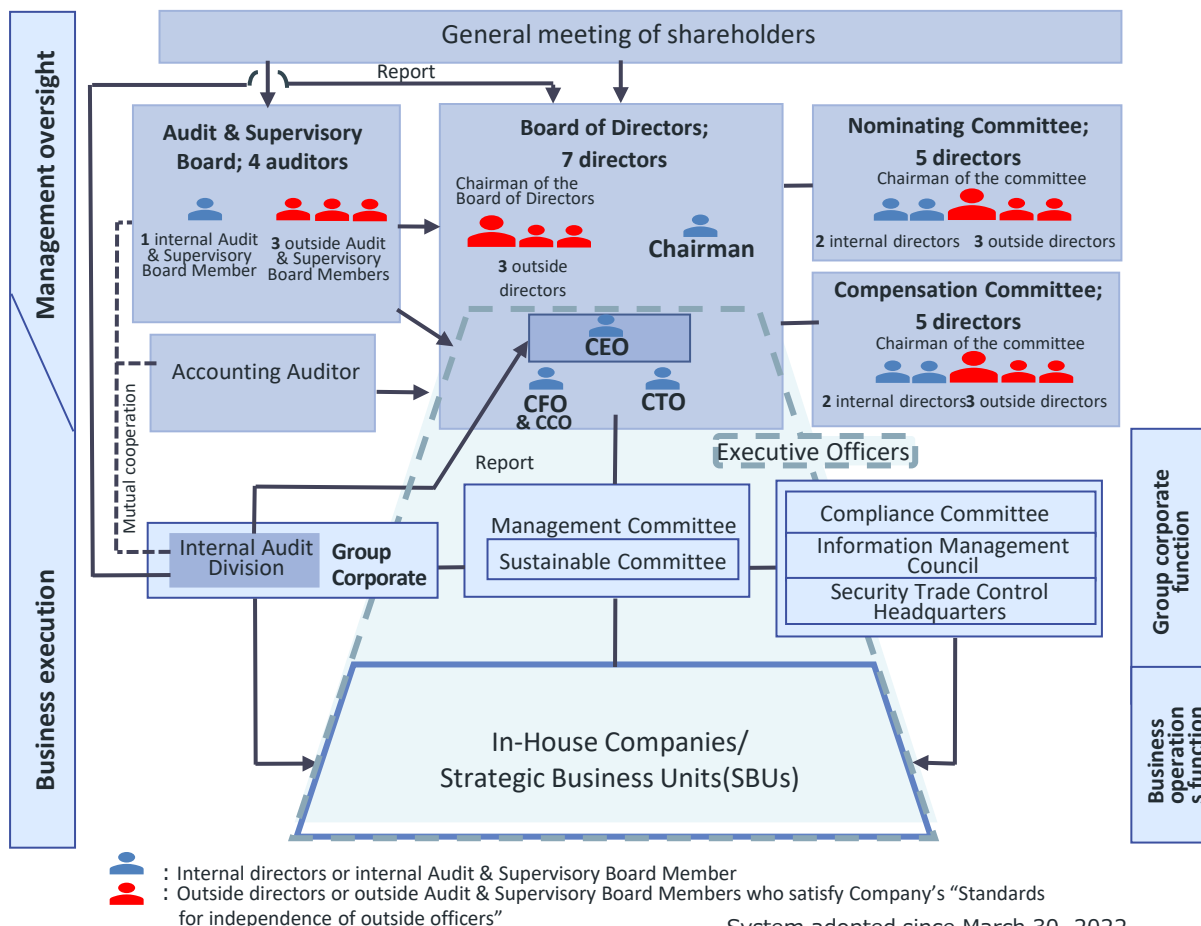 General meeting of shareholders
Management oversight
Business execution
Report
Audit & Supervisory
Board; 4 auditors
1 internal Audit
& Supervisory
Board Member
3 outside Audit
& Supervisory
Board Members
Board of Directors;
7 directors
Chairman of the
Board of Directors
3 outside
directors
Chairman
CEO
CFO
& CCO
CTO
Nominating Committee;
5 directors
Chairman of the committee
2 internal directors 3 outside directors
Compensation Committee;
5 directors
Chairman of the committee
2 internal directors 3 outside directors
Accounting Auditor
Mutual cooperation
Report
Executive Officers
Internal Audit
Division
Group
Corporate
Management Committee
Sustainable Committee
Compliance Committee
Information Management
Council
Security Trade Control
Headquarters
Group corporate
function
Business
operation
s function
In-House Companies/
Strategic Business Units(SBUs)
: Internal directors or internal Audit & Supervisory Board Member
: Outside directors or outside Audit & Supervisory Board Members who satisfy Company's "Standards
for independence of outside officers"
System adopted since March 30, 2022